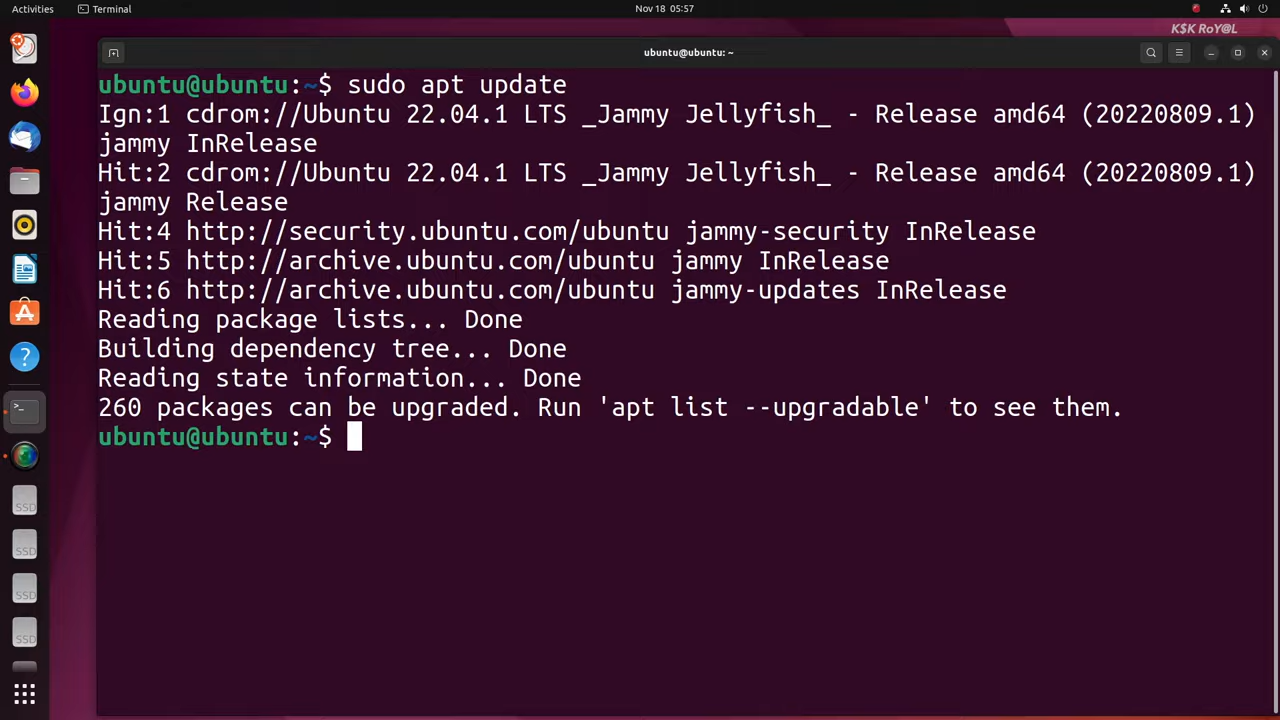 Activities
Terminal
Nov 18 05:57
K$K RoY@L
ubuntu@ubuntu: ~
ubuntu@ubuntu:~$ sudo apt update
Ign:1 cdrom://Ubuntu 22.04.1 LTS _Jammy Jellyfish_ - Release amd64 (20220809.1)
jammy InRelease
Hit:2 cdrom://Ubuntu 22.04.1 LTS _Jammy Jellyfish_ - Release amd64 (20220809.1)
jammy Release
Hit:4 http://security.ubuntu.com/ubuntu jammy-security InRelease
Hit:5 http://archive.ubuntu.com/ubuntu jammy InRelease
Hit:6 http://archive.ubuntu.com/ubuntu jammy-updates InRelease
Reading package lists... Done
Building dependency tree... Done
Reading state information... Done
260 packages can be upgraded. Run 'apt list --upgradable' to see them.
ubuntu@ubuntu:~$
SSD
SSD
SSD
SSD